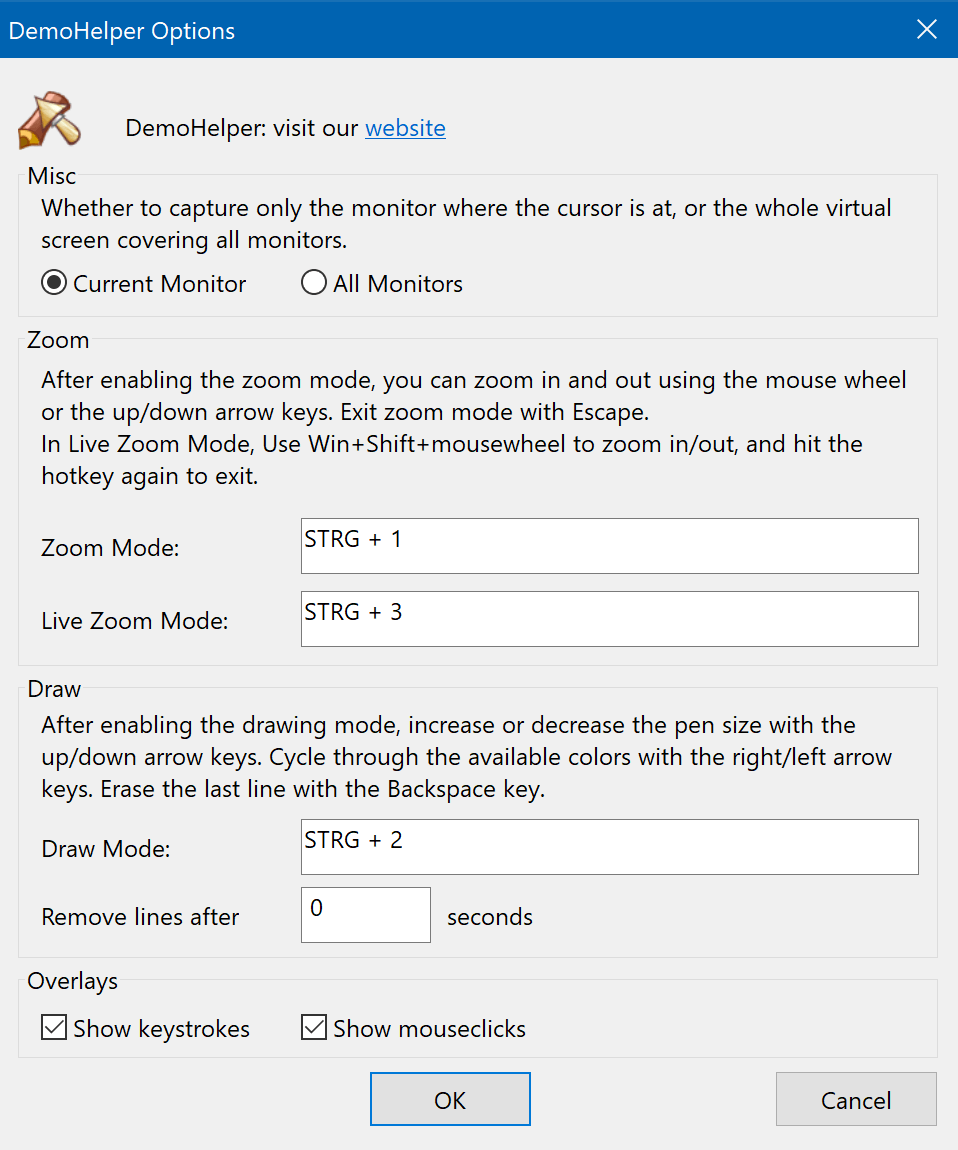 DemoHelper Options
DemoHelper: visit our website
Misc
Whether to capture only the monitor where the cursor is at, or the whole virtual
screen covering all monitors.
Current Monitor All Monitors
Zoom
After enabling the zoom mode, you can zoom in and out using the mouse wheel
or the up/down arrow keys. Exit zoom mode with Escape.
In Live Zoom Mode, Use Win+Shift+mousewheel to zoom in/out, and hit the
hotkey again to exit.
Zoom Mode: STRG + 1
Live Zoom Mode: STRG + 3
Draw
After enabling the drawing mode, increase or decrease the pen size with the
up/down arrow keys. Cycle through the available colors with the right/left arrow
keys. Erase the last line with the Backspace key.
Draw Mode: STRG + 2
Remove lines after 0 seconds
Overlays
Show keystrokes Show mouseclicks
OK Cancel